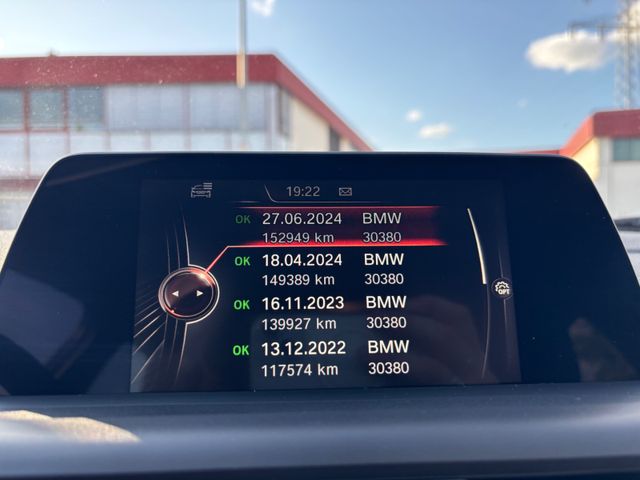 19:22
OK 27.06.2024 BMW
152949 km 30380
OK 18.04.2024 BMW
149389 km 30380
OK 16.11.2023 BMW
139927 km 30380
OK 13.12.2022 BMW
117574 km 30380
OPT